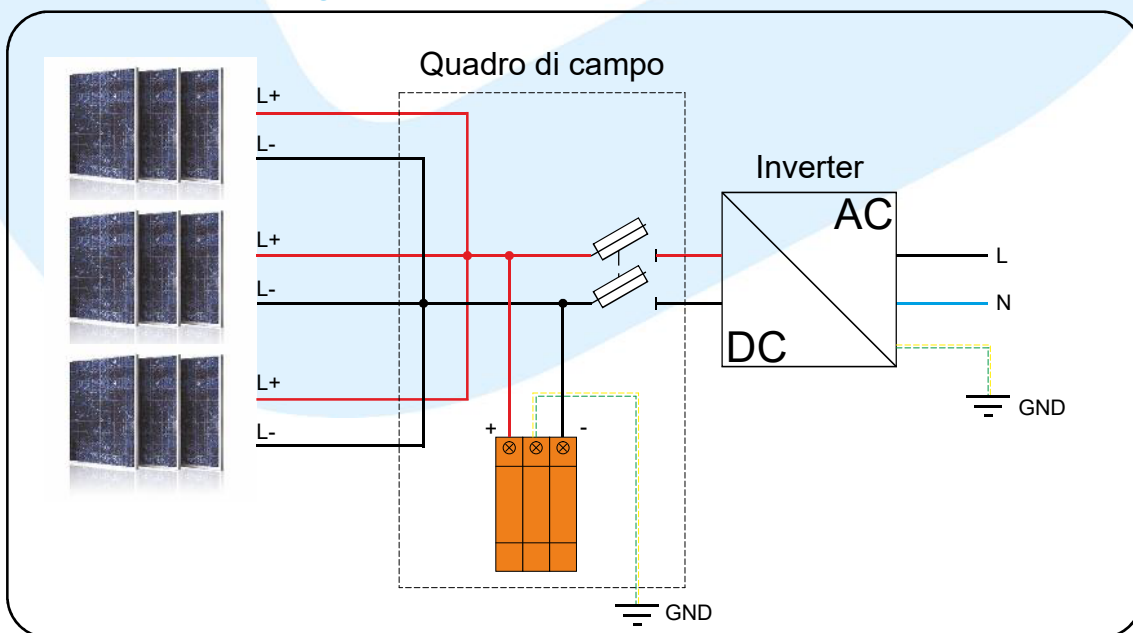 Quadro di campo
L+
L-
Inverter
AC
L+
L
L-
N
DC
L+
GND
L-
+
-
GND